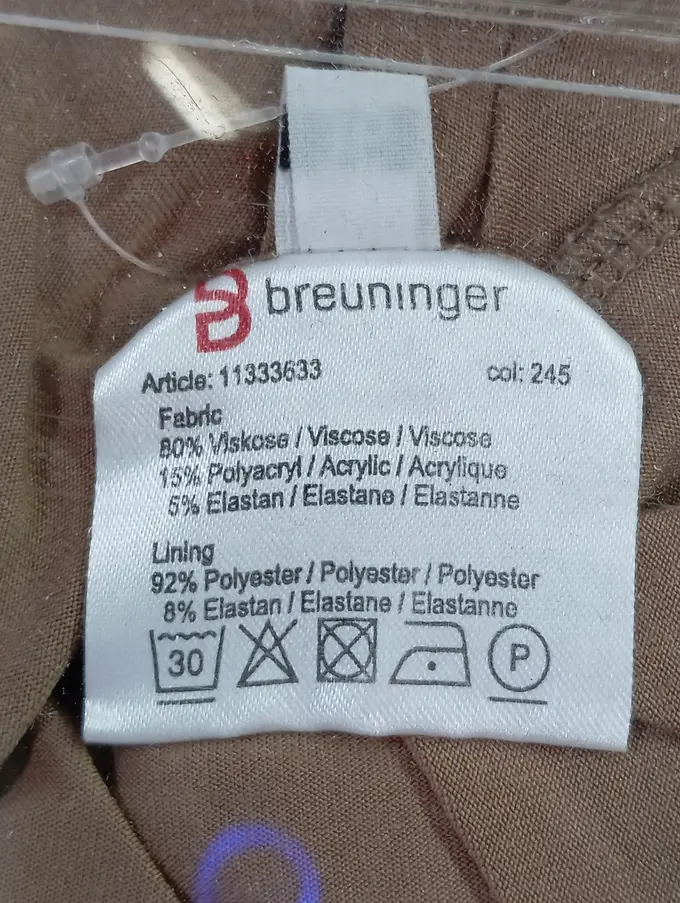 breuninger
Article: 11333633 col: 245
Fabric
80% Viskose / Viscose / Viscose
15% Polyacryl / Acrylic / Acrylique
5% Elastan / Elastane / Elastanne
Lining
92% Polyester / Polyester / Polyester
8% Elastan / Elastane / Elastanne
30 P